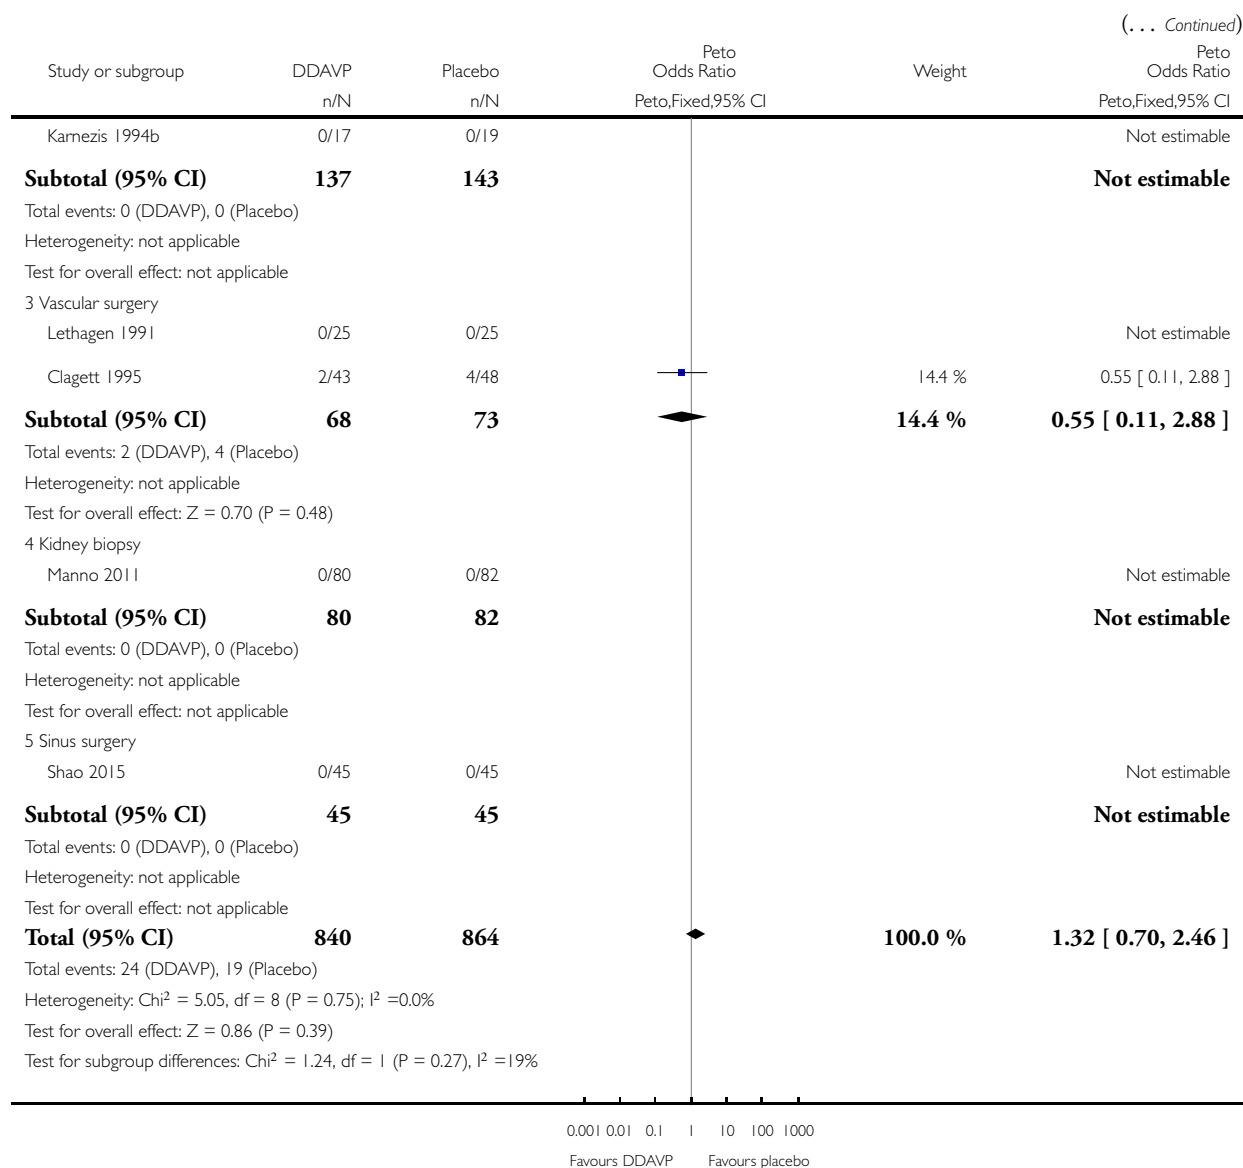 (... Continued)
Study or subgroup DDAVP Placebo Peto Odds Ratio Weight Peto Odds Ratio
n/N n/N Peto,Fixed,95% CI Peto,Fixed,95% CI
Karnezis 1994b 0/17 0/19 Not estimable
Subtotal (95% CI) 137 143 Not estimable
Total events: 0 (DDAVP), 0 (Placebo)
Heterogeneity: not applicable
Test for overall effect: not applicable
3 Vascular surgery
Lethagen 1991 0/25 0/25 Not estimable
Clagett 1995 2/43 4/48 14.4 % 0.55 [ 0.11, 2.88 ]
Subtotal (95% CI) 68 73 14.4 % 0.55 [ 0.11, 2.88 ]
Total events: 2 (DDAVP), 4 (Placebo)
Heterogeneity: not applicable
Test for overall effect: Z = 0.70 (P = 0.48)
4 Kidney biopsy
Manno 2011 0/80 0/82 Not estimable
Subtotal (95% CI) 80 82 Not estimable
Total events: 0 (DDAVP), 0 (Placebo)
Heterogeneity: not applicable
Test for overall effect: not applicable
5 Sinus surgery
Shao 2015 0/45 0/45 Not estimable
Subtotal (95% CI) 45 45 Not estimable
Total events: 0 (DDAVP), 0 (Placebo)
Heterogeneity: not applicable
Test for overall effect: not applicable
Total (95% CI) 840 864 100.0 % 1.32 [ 0.70, 2.46 ]
Total events: 24 (DDAVP), 19 (Placebo)
Heterogeneity: Chi² = 5.05, df = 8 (P = 0.75); I² =0.0%
Test for overall effect: Z = 0.86 (P = 0.39)
Test for subgroup differences: Chi² = 1.24, df = 1 (P = 0.27), I² =19%
0.001 0.01 0.1 1 10 100 1000
Favours DDAVP Favours placebo